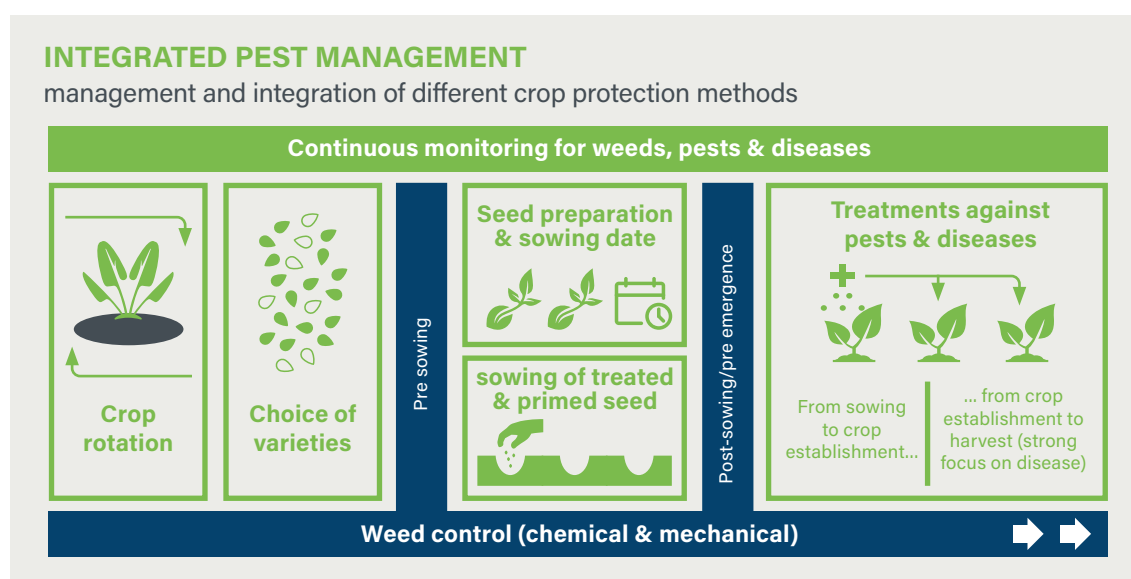 INTEGRATED PEST MANAGEMENT
management and integration of different crop protection methods
Continuous monitoring for weeds, pests & diseases
Crop
rotation
Choice of
varieties
Pre sowing
Seed preparation
& sowing date
sowing of treated
& primed seed
Post-sowing/pre emergence
Treatments against
pests & diseases
From sowing
to crop
establishment...
... from crop
establishment to
harvest (strong
focus on disease)
Weed control (chemical & mechanical)